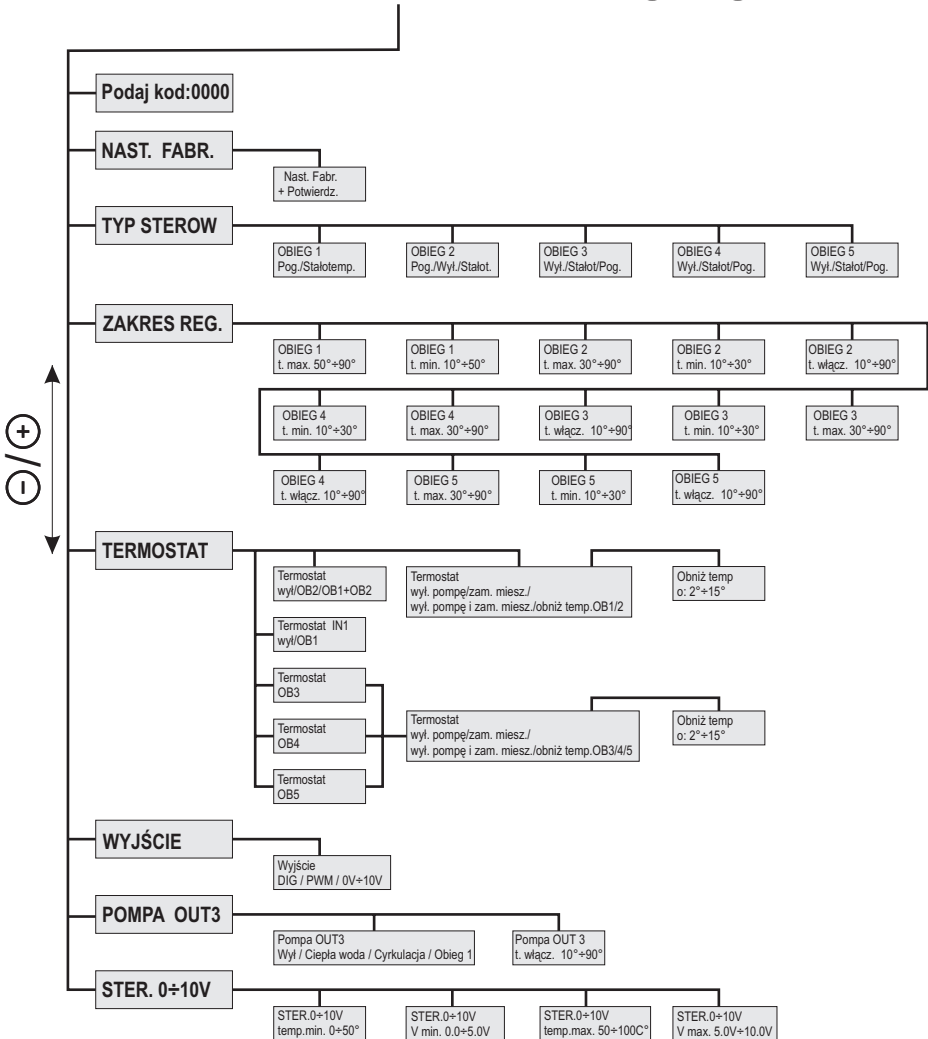 Podaj kod:0000
NAST. FABR.
Nast. Fabr.
+ Potwierdz.
TYP STEROW
OBIEG 1
Pog./Stałotemp.
OBIEG 2
Pog./Wył./Stałot.
OBIEG 3
Wył./Stałot/Pog.
OBIEG 4
Wył./Stałot/Pog.
OBIEG 5
Wył./Stałot/Pog.
ZAKRES REG.
OBIEG 1
t. max. 50°÷90°
OBIEG 1
t. min. 10°÷50°
OBIEG 2
t. max. 30°÷90°
OBIEG 2
t. min. 10°÷30°
OBIEG 2
t. włącz. 10°÷90°
OBIEG 4
t. min. 10°÷30°
OBIEG 4
t. max. 30°÷90°
OBIEG 3
t. włącz. 10°÷90°
OBIEG 3
t. min. 10°÷30°
OBIEG 3
t. max. 30°÷90°
OBIEG 4
t. włącz. 10°÷90°
OBIEG 5
t. max. 30°÷90°
OBIEG 5
t. min. 10°÷30°
OBIEG 5
t. włącz. 10°÷90°
+/-
TERMOSTAT
Termostat
wył/OB2/OB1+OB2
Termostat
wył. pompę/zam. miesz./
wył. pompę i zam. miesz./obniż temp.OB1/2
Obniż temp
o: 2°÷15°
Termostat IN1
wył/OB1
Termostat
OB3
Termostat
OB4
Termostat
OB5
Termostat
wył. pompę/zam. miesz./
wył. pompę i zam. miesz./obniż temp.OB3/4/5
Obniż temp
o: 2°÷15°
WYJŚCIE
Wyjście
DIG / PWM / 0V÷10V
POMPA OUT3
Pompa OUT3
Wył / Ciepła woda / Cyrkulacja / Obieg 1
Pompa OUT 3
t. włącz. 10°÷90°
STER. 0÷10V
STER.0÷10V
temp.min. 0÷50°
STER.0÷10V
V min. 0.0÷5.0V
STER.0÷10V
temp.max. 50÷100C°
STER.0÷10V
V max. 5.0V÷10.0V